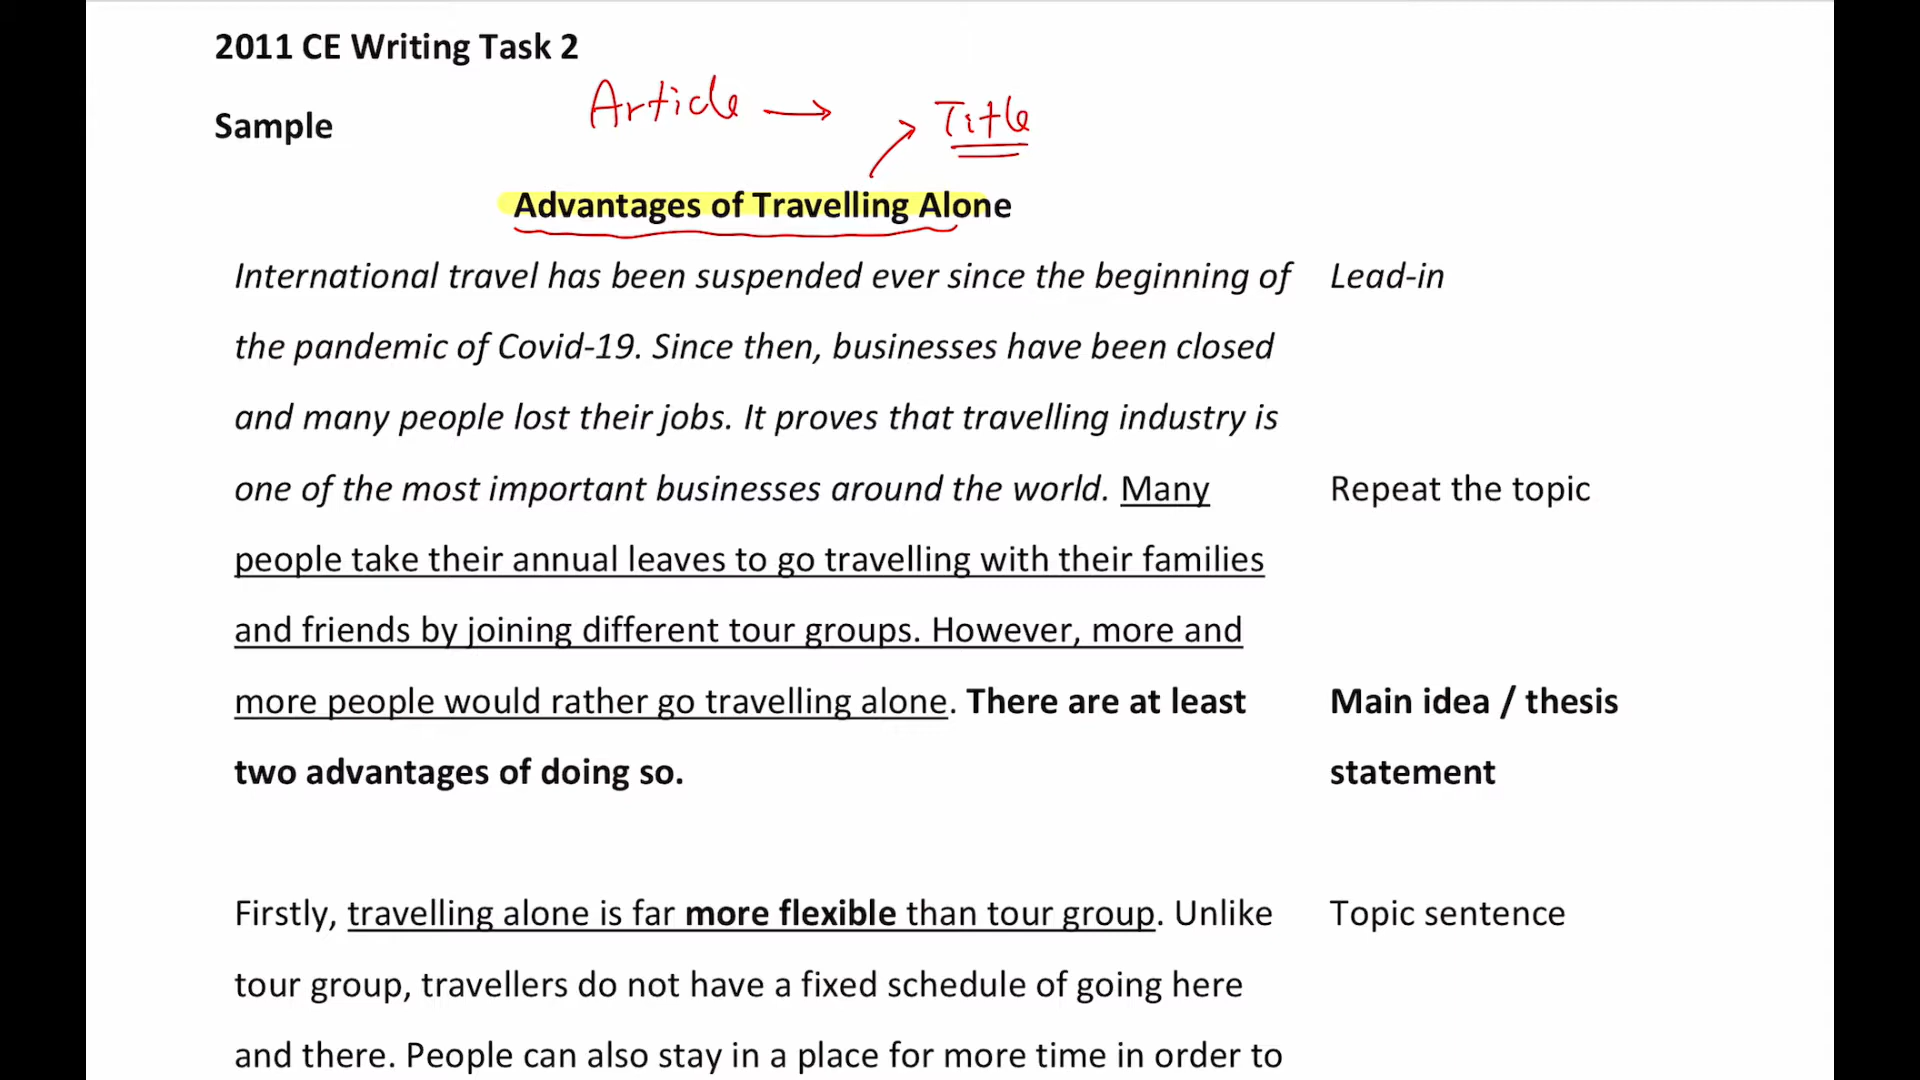 2011 CE Writing Task 2
Article → Title
Sample
Advantages of Travelling Alone
International travel has been suspended ever since the beginning of Lead-in
the pandemic of Covid-19. Since then, businesses have been closed
and many people lost their jobs. It proves that travelling industry is
one of the most important businesses around the world. Many Repeat the topic
people take their annual leaves to go travelling with their families
and friends by joining different tour groups. However, more and
more people would rather go travelling alone. There are at least Main idea / thesis
two advantages of doing so. statement
Firstly, travelling alone is far more flexible than tour group. Unlike Topic sentence
tour group, travellers do not have a fixed schedule of going here
and there. People can also stay in a place for more time in order to